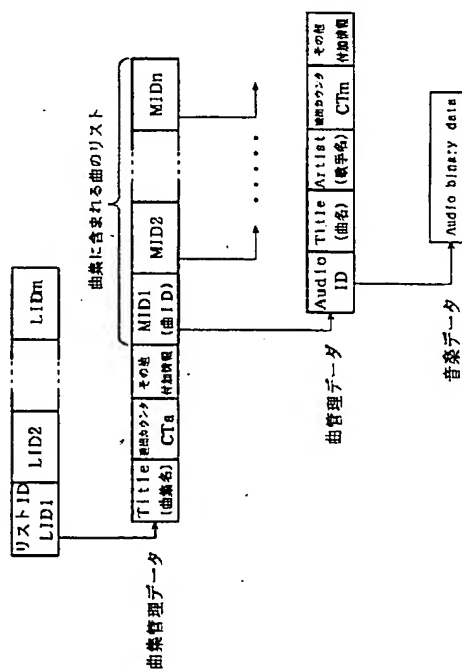 リストID
LID1
LID2
LIDm
曲集に含まれる曲のリスト
Title
(曲集名)
読出カウンタ
CTa
その他
付加情報
MID1
(曲ID)
MID2
MIDn
曲集管理データ
Audio
ID
Title
(曲名)
Artist
(歌手名)
読出カウンタ
CTm
その他
付加情報
曲管理データ
Audio binary data
音楽データ